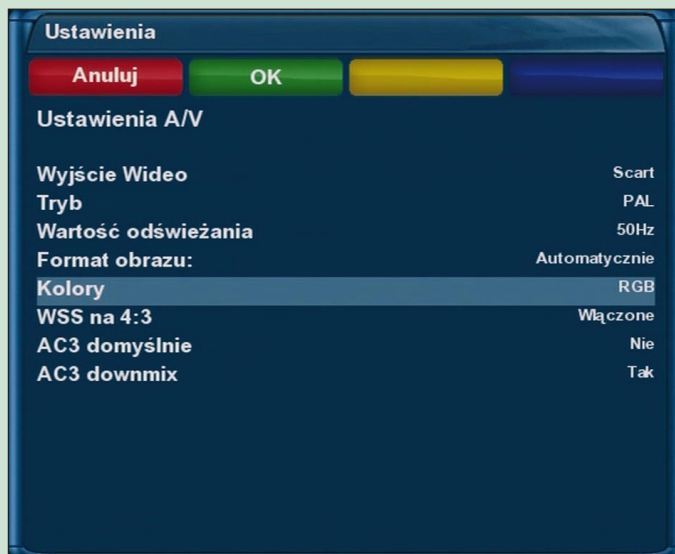 Ustawienia
Anuluj OK
Ustawienia A/V
Wyjście Wideo Scart
Tryb PAL
Wartość odświeżania 50Hz
Format obrazu: Automatycznie
Kolory RGB
WSS na 4:3 Włączone
AC3 domyślnie Nie
AC3 downmix Tak